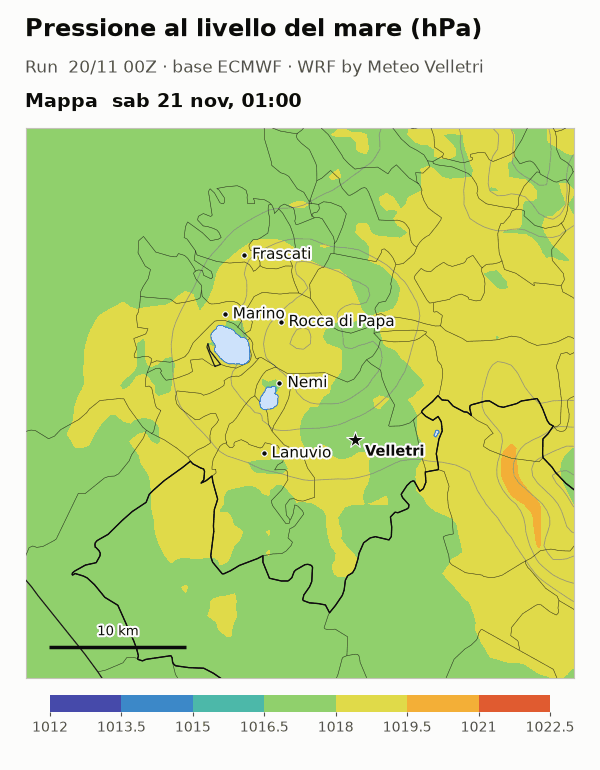 Pressione al livello del mare (hPa)
Run  20/11 00Z · base ECMWF · WRF by Meteo Velletri
Mappa  sab 21 nov, 01:00
Frascati
Marino
Rocca di Papa
Nemi
Velletri
Lanuvio
10 km
1012 1013.5 1015 1016.5 1018 1019.5 1021 1022.5